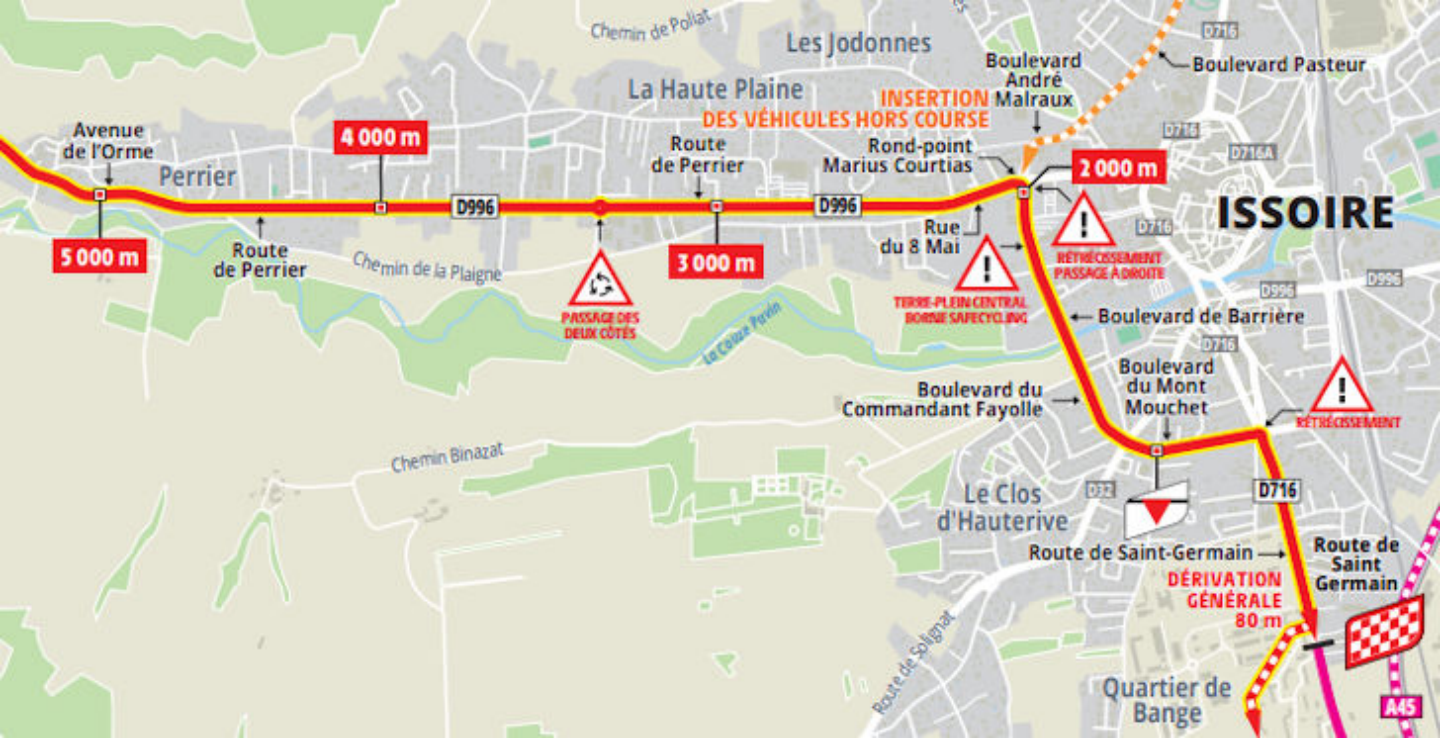 Chemin de Poliat
Les Jodonnes
D716
Boulevard
André
Malraux
Boulevard Pasteur
La Haute Plaine
INSERTION
DES VÉHICULES HORS COURSE
Avenue
de l'Orme
4 000 m
Route
de Perrier
Rond-point
Marius Courtias
D716
D716A
2 000 m
Perrier
D996
D996
ISSOIRE
D716
5 000 m
Route
de Perrier
Chemin de la Plaigne
3 000 m
Rue
du 8 Mai
RÉTRÉCISSEMENT
PASSAGE À DROITE
D996
D996
PASSAGE DES
DEUX CÔTÉS
La Couze Pavin
TERRE-PLEIN CENTRAL
BORNE SAFECYCLING
Boulevard de Barrière
D716
Boulevard
du Mont
Mouchet
Boulevard du
Commandant Fayolle
RÉTRÉCISSEMENT
Chemin Binazat
Le Clos
d'Hauterive
D32
D716
Route de Saint-Germain
Route de
Saint
Germain
DÉRIVATION
GÉNÉRALE
80 m
Route de Solignat
Quartier de
Bange
A45